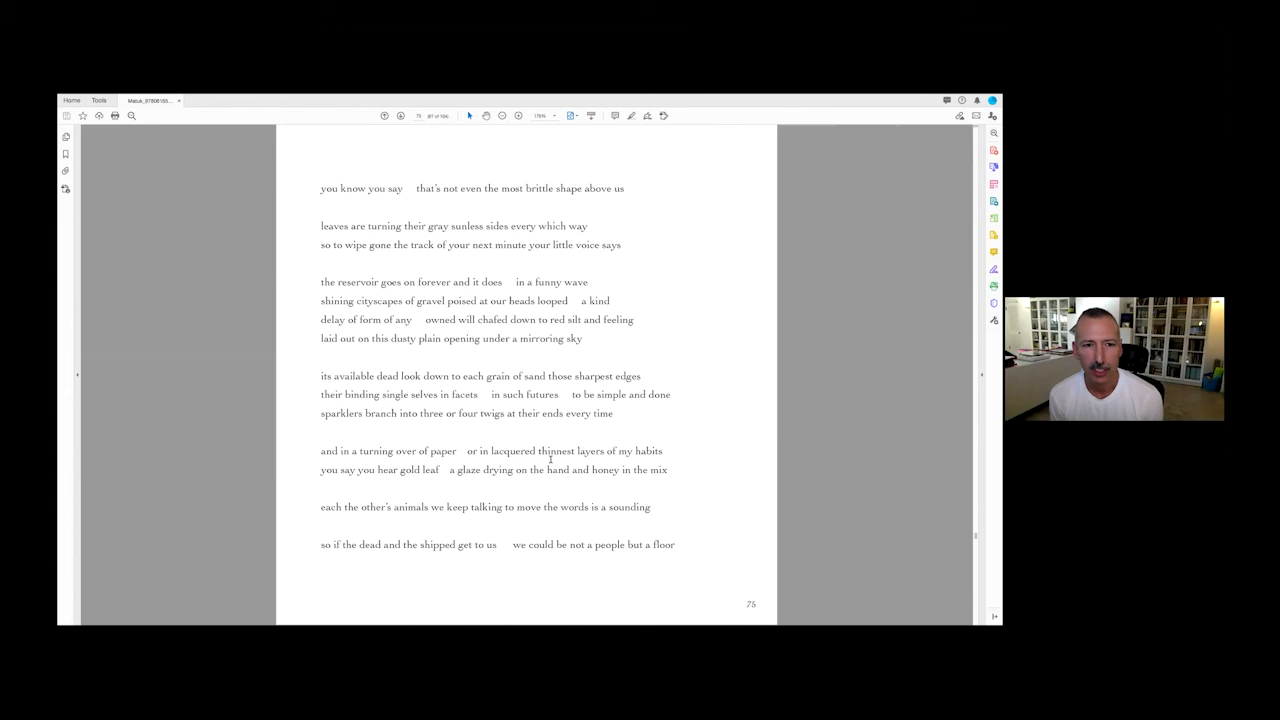 Home Tools Matuk_97808165... ×
75 (87 of 104) 176%
you know you say that's not even the most brittle shape above us
leaves are turning their gray sunless sides every which way
so to wipe gone the track of your next minute your little voice says
the reservoir goes on forever and it does in a funny wave
shining cityscapes of gravel poised at our heads looped a kind
delay of form of any owned will chafed down to red silt and feeling
laid out on this dusty plain opening under a mirroring sky
its available dead look down to each grain of sand those sharpest edges
their binding single selves in facets in such futures to be simple and done
sparklers branch into three or four twigs at their ends every time
and in a turning over of paper or in lacquered thinnest layers of my habits
you say you hear gold leaf a glaze drying on the hand and honey in the mix
each the other's animals we keep talking to move the words is a sounding
so if the dead and the shipped get to us we could be not a people but a floor
75